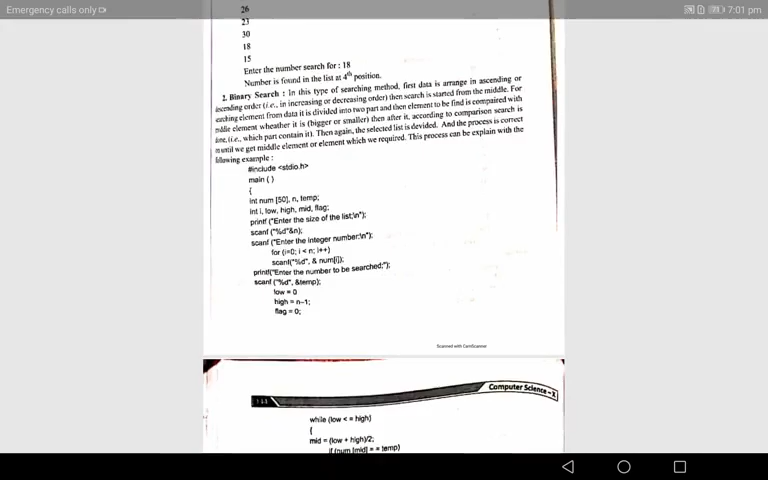 Emergency calls only
7:01 pm
26
23
30
18
15
Enter the number search for : 18
Number is found in the list at 4th position.
2. Binary Search : In this type of searching method, first data is arrange in ascending or
descending order (i.e., in increasing or decreasing order) then search is started from the middle. For
searching element from data it is divided into two part and then element to be find is compaired with
middle element wheather it is (bigger or smaller) then after it, according to comparison search is
done, (i.e., which part contain it). Then again, the selected list is devided. And the process is correct
until we get middle element or element which we required. This process can be explain with the
following example :
#include <stdio.h>
main ( )
{
int num [50], n, temp;
int i, low, high, mid, flag;
printf ("Enter the size of the list;\n");
scanf ("%d"&n);
scanf ("Enter the integer number:\n");
for (i=0; i < n; i++)
scanf("%d", & num[i]);
printf("Enter the number to be searched:");
scanf ("%d", &temp);
low = 0
high = n–1;
flag = 0;
Scanned with CamScanner
Computer Science – X
while (low < = high)
{
mid = (low + high)/2;
if (num [mid] = = temp)